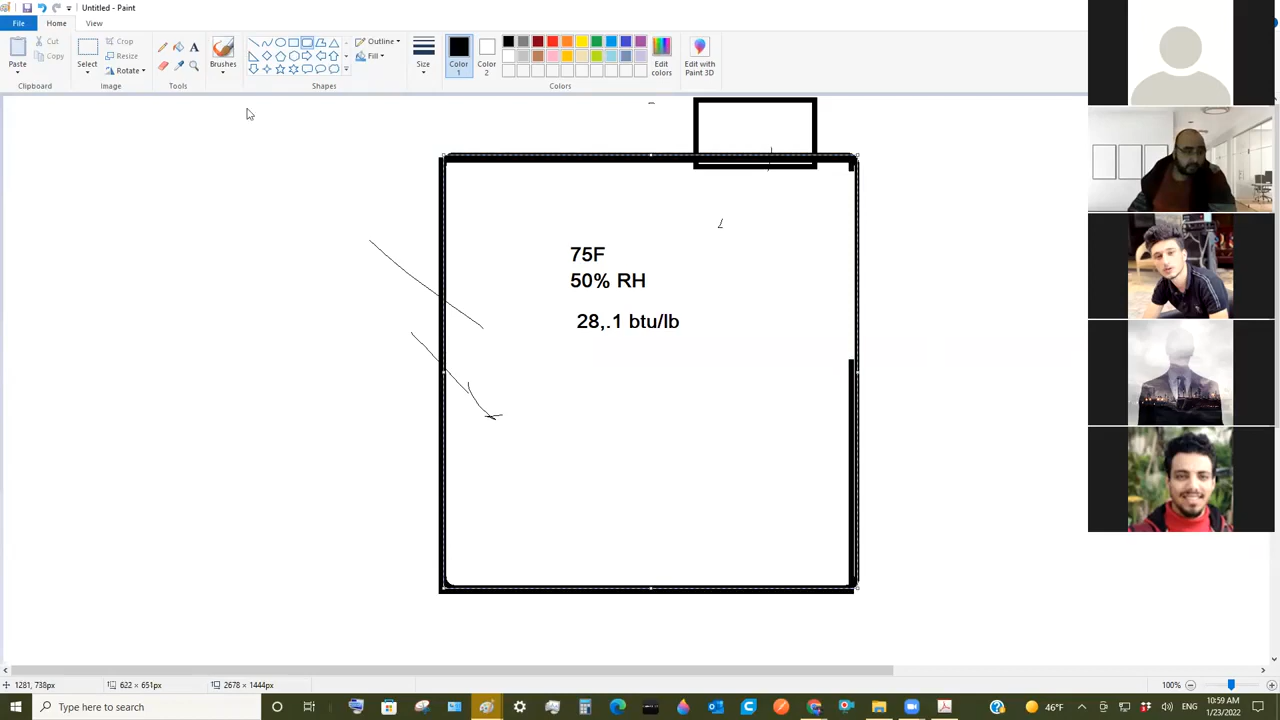 Untitled - Paint
File
Home
View
Paste
Cut
Copy
Clipboard
Select
Crop
Resize
Rotate
Image
A
Tools
Brushes
Outline
Fill
Shapes
Size
Color
1
Color
2
Colors
Edit
colors
Edit with
Paint 3D
75F
50% RH
28,.1 btu/lb
1281, 738px
622 × 651px
2678 × 1444px
100%
Type here to search
46°F
10:59 AM
1/23/2022